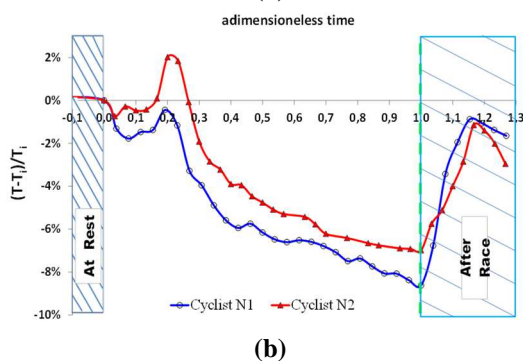 adimensioneless time
2%
0%
-0,1 0,0 0,1 0,2 0,3 0,4 0,5 0,6 0,7 0,8 0,9 1,0 1,1 1,2 1,3
-2%
-4%
-6%
-8%
-10%
(T-Ti)/Ti
At Rest
After
Race
Cyclist N1 Cyclist N2
(b)